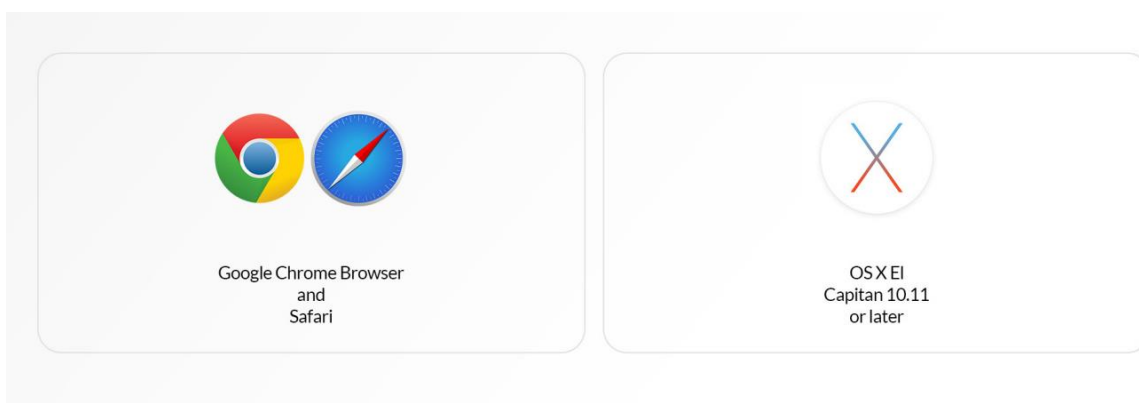 Google Chrome Browser
and
Safari
OS X El
Capitan 10.11
or later